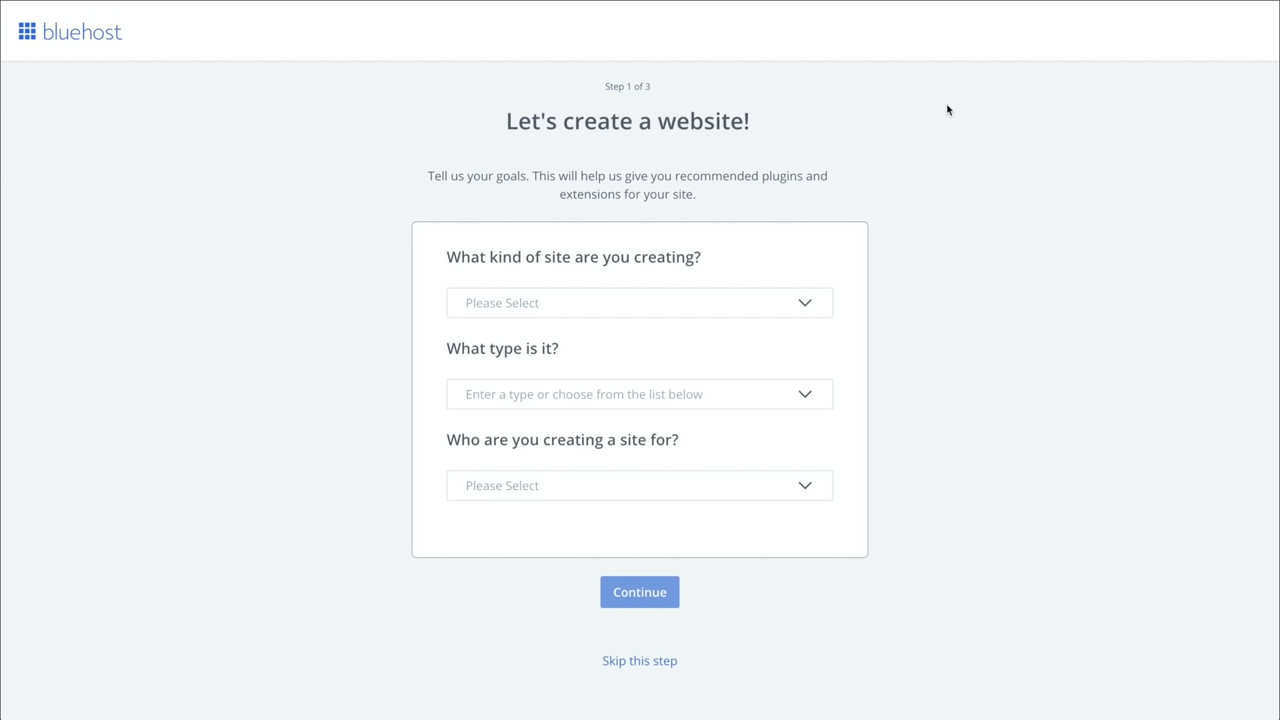 bluehost
Step 1 of 3
Let's create a website!
Tell us your goals. This will help us give you recommended plugins and
extensions for your site.
What kind of site are you creating?
Please Select
What type is it?
Enter a type or choose from the list below
Who are you creating a site for?
Please Select
Continue
Skip this step